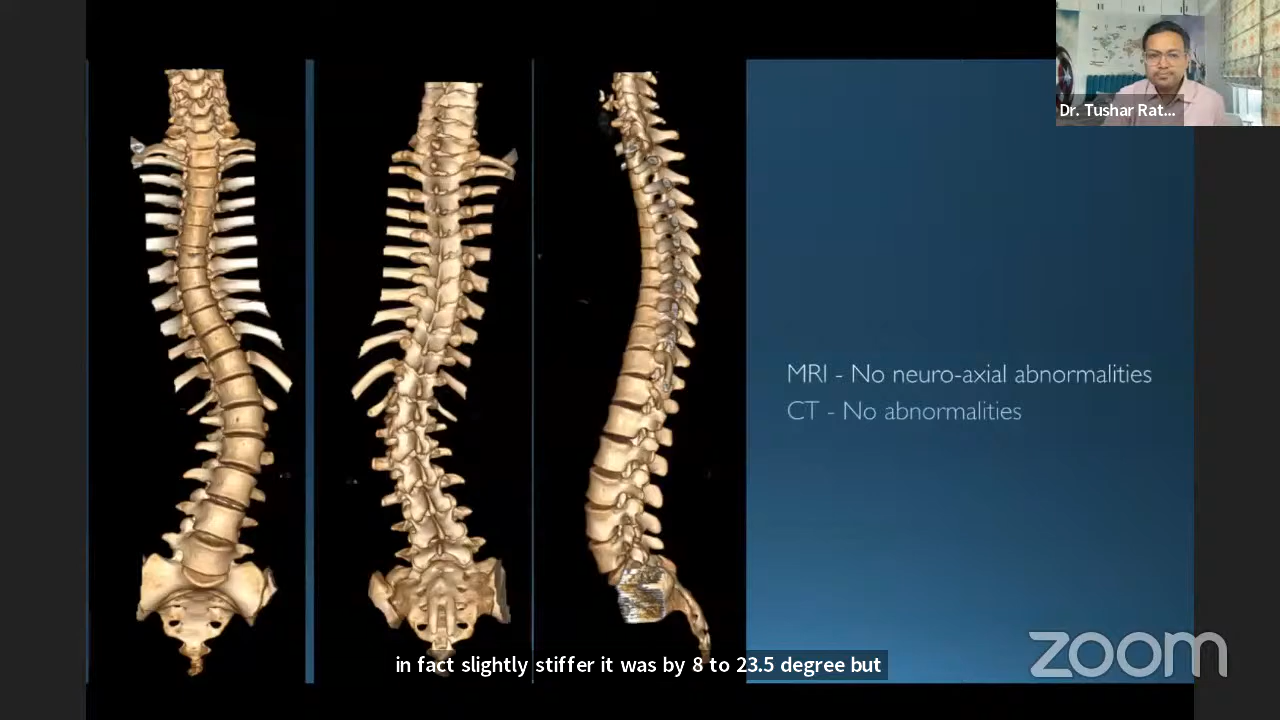 Dr. Tushar Rat...
MRI - No neuro-axial abnormalities
CT - No abnormalities
zoom
in fact slightly stiffer it was by 8 to 23.5 degree but